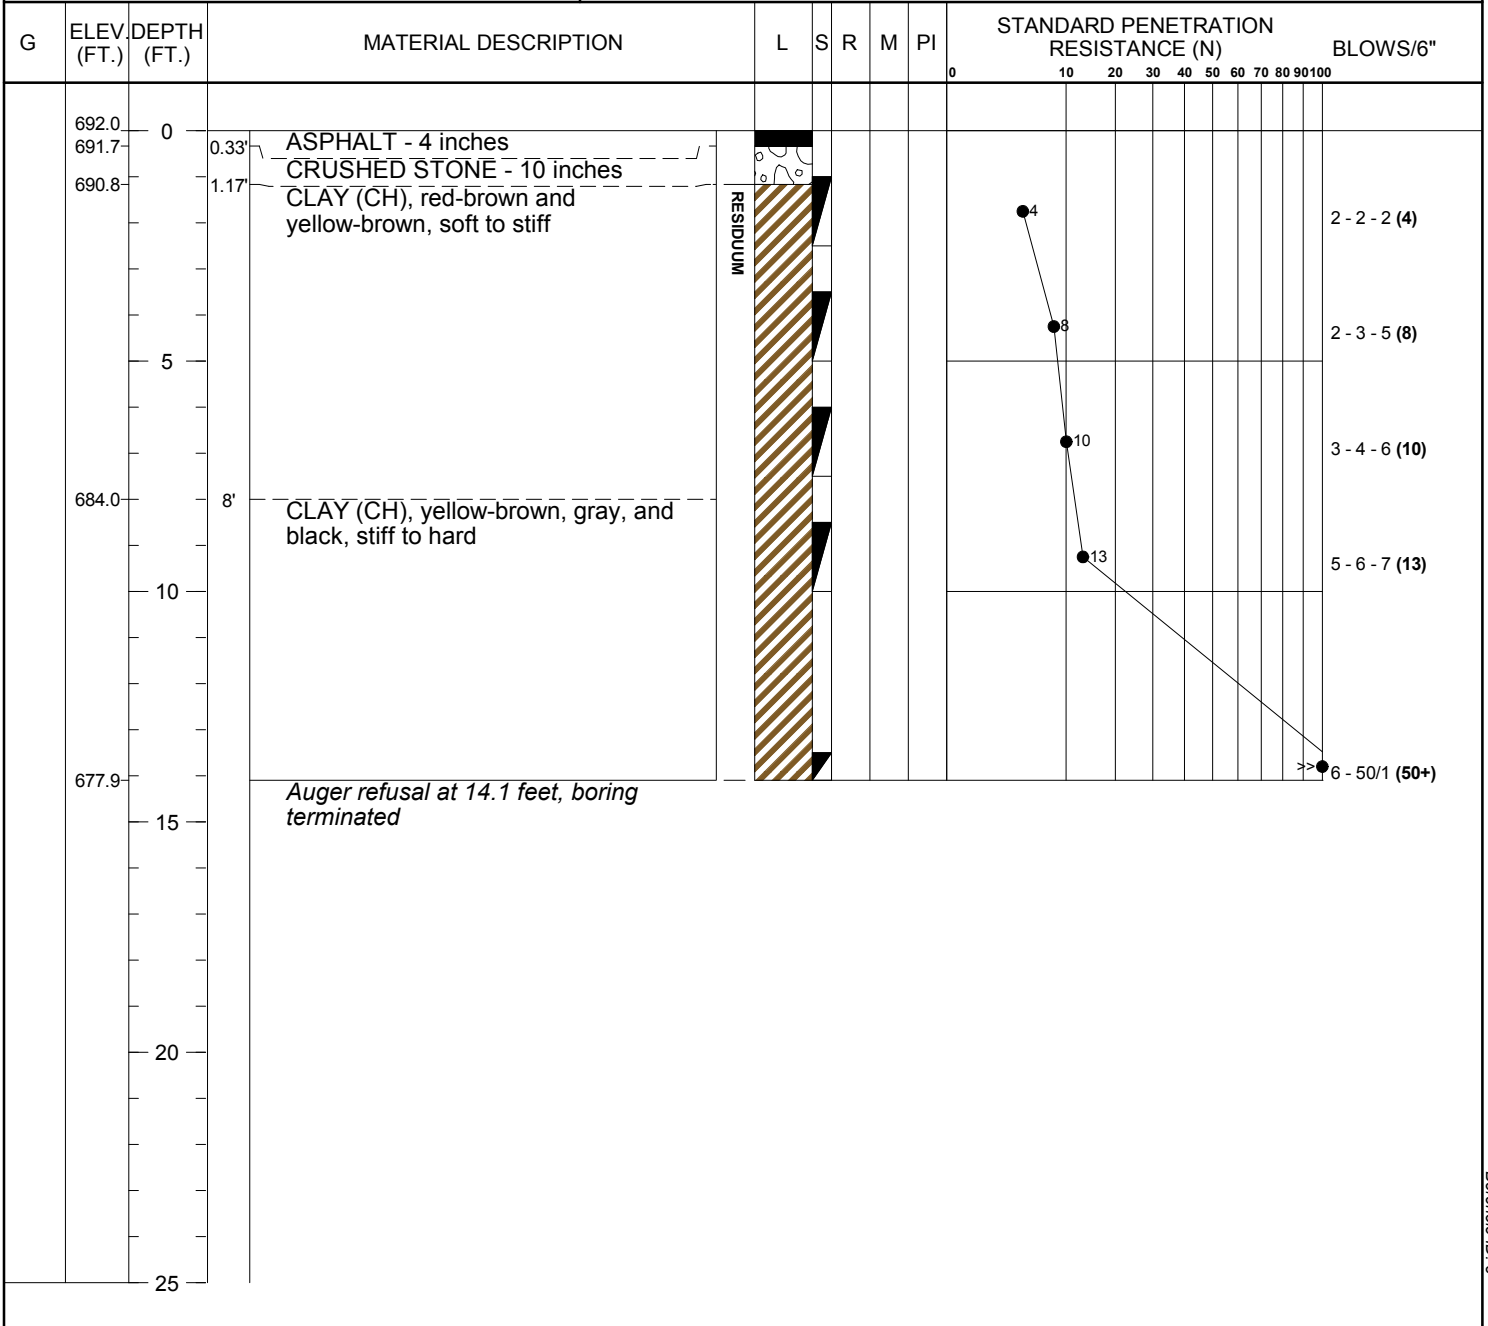 G
ELEV.
(FT.)
DEPTH
(FT.)
MATERIAL DESCRIPTION
L
S
R
M
PI
STANDARD PENETRATION
RESISTANCE (N)
0 10 20 30 40 50 60 70 80 90 100
BLOWS/6"
692.0
0
691.7
0.33'
ASPHALT - 4 inches
CRUSHED STONE - 10 inches
690.8
1.17'
CLAY (CH), red-brown and
yellow-brown, soft to stiff
RESIDUUM
4
2 - 2 - 2 (4)
8
2 - 3 - 5 (8)
5
10
3 - 4 - 6 (10)
684.0
8'
CLAY (CH), yellow-brown, gray, and
black, stiff to hard
13
5 - 6 - 7 (13)
10
>>
6 - 50/1 (50+)
677.9
Auger refusal at 14.1 feet, boring
terminated
15
20
25